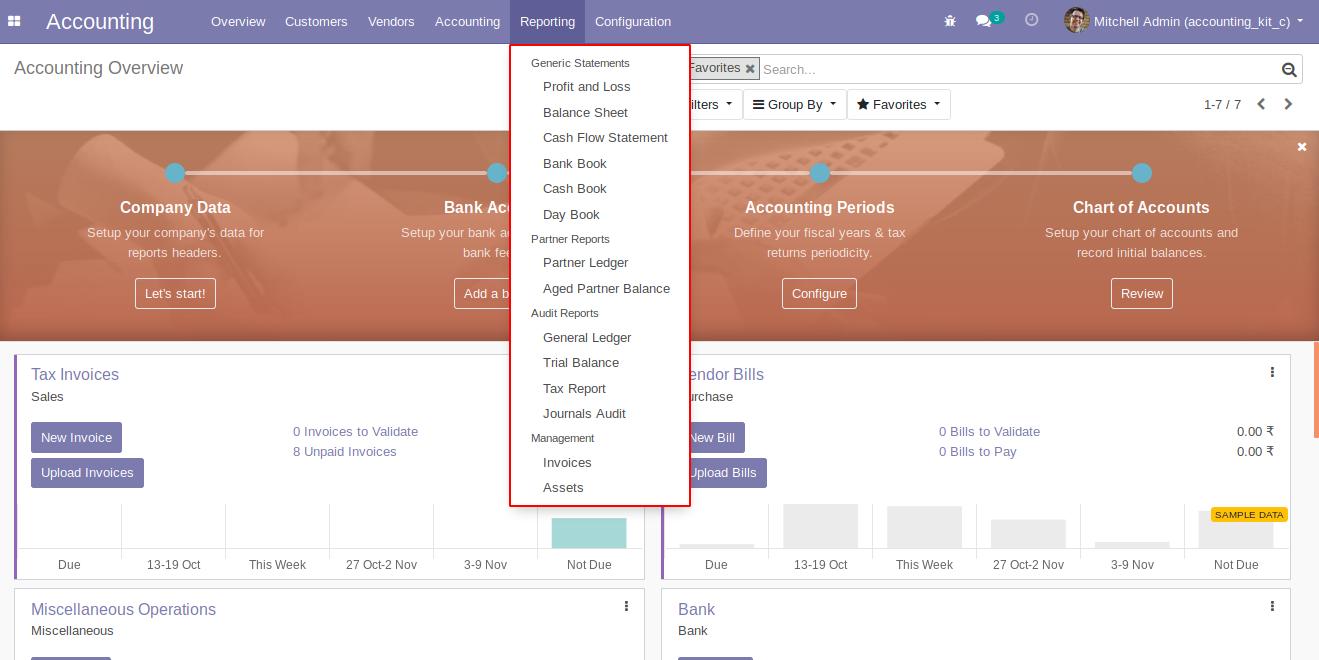 Accounting
Overview
Customers
Vendors
Accounting
Reporting
Configuration
3
Mitchell Admin (accounting_kit_c)
Accounting Overview
Favorites
Search...
Group By
Favorites
1-7 / 7
Generic Statements
Profit and Loss
Balance Sheet
Cash Flow Statement
Bank Book
Cash Book
Day Book
Partner Reports
Partner Ledger
Aged Partner Balance
Audit Reports
General Ledger
Trial Balance
Tax Report
Journals Audit
Management
Invoices
Assets
Company Data
Setup your company's data for
reports headers.
Let's start!
Bank
Setup your bank
bank
Add a
Accounting Periods
Define your fiscal years & tax
returns periodicity.
Configure
Chart of Accounts
Setup your chart of accounts and
record initial balances.
Review
Tax Invoices
Sales
New Invoice
Upload Invoices
0 Invoices to Validate
8 Unpaid Invoices
Due
13-19 Oct
This Week
27 Oct-2 Nov
3-9 Nov
Not Due
Bills
New Bill
Upload Bills
0 Bills to Validate
0 Bills to Pay
0.00 ₹
0.00 ₹
SAMPLE DATA
Due
13-19 Oct
This Week
27 Oct-2 Nov
3-9 Nov
Not Due
Miscellaneous Operations
Miscellaneous
Bank
Bank